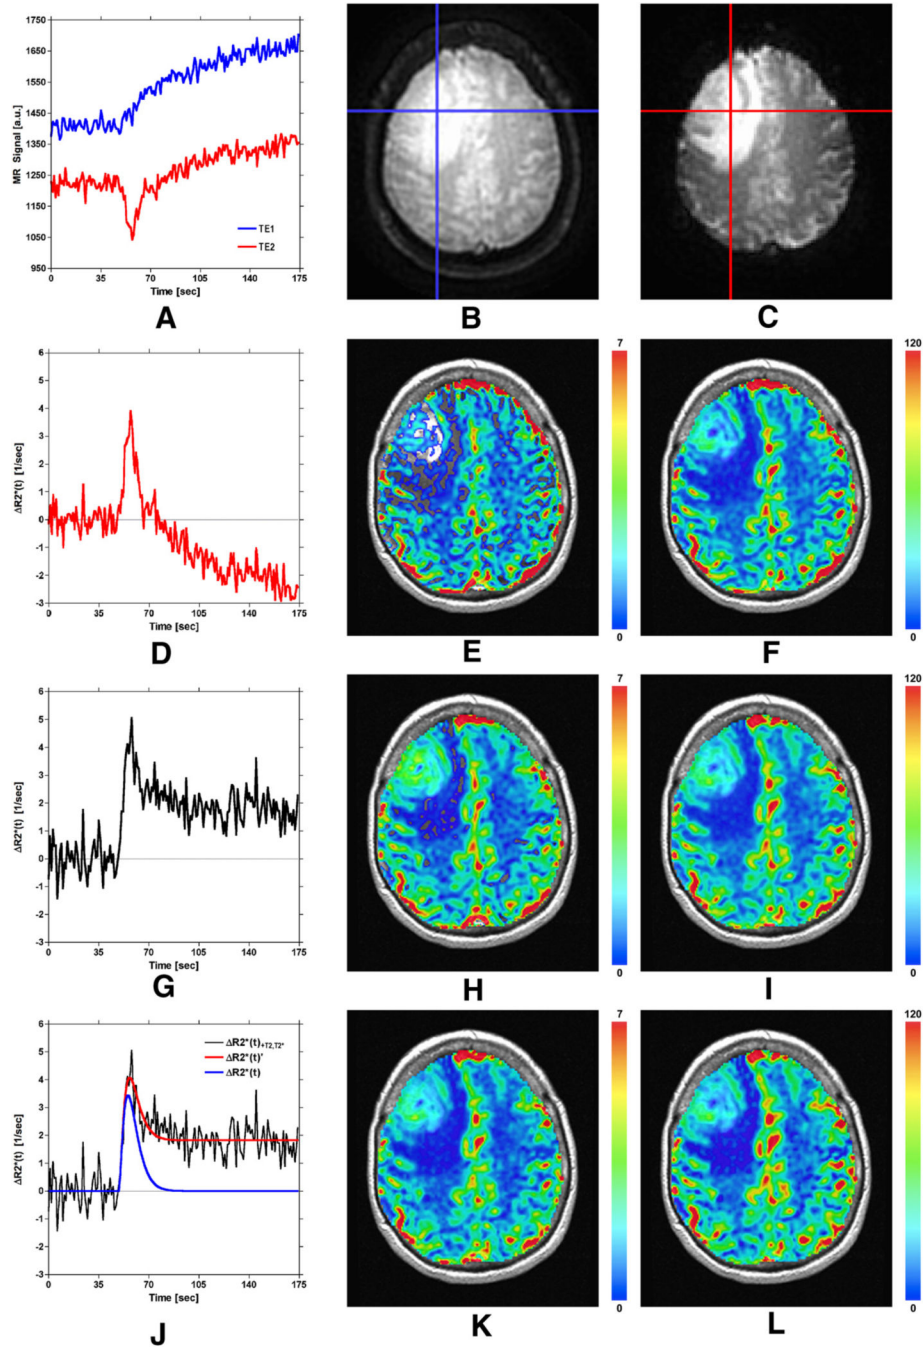 1750
1650
1550
1450
1350
1250
1150
1050
950
MR Signal [a.u.]
TE1
TE2
0 35 70 105 140 175
Time [sec]
A B C
6
5
4
3
2
1
0
-1
-2
-3
ΔR2*(t) [1/sec]
0 35 70 105 140 175
Time [sec]
7
0
120
0
D E F
6
5
4
3
2
1
0
-1
-2
-3
ΔR2*(t) [1/sec]
0 35 70 105 140 175
Time [sec]
7
0
120
0
G H I
6
5
4
3
2
1
0
-1
-2
-3
ΔR2*(t) [1/sec]
ΔR2*(t)+T2,T2*
ΔR2*(t)'
ΔR2*(t)
0 35 70 105 140 175
Time [sec]
7
0
120
0
J K L